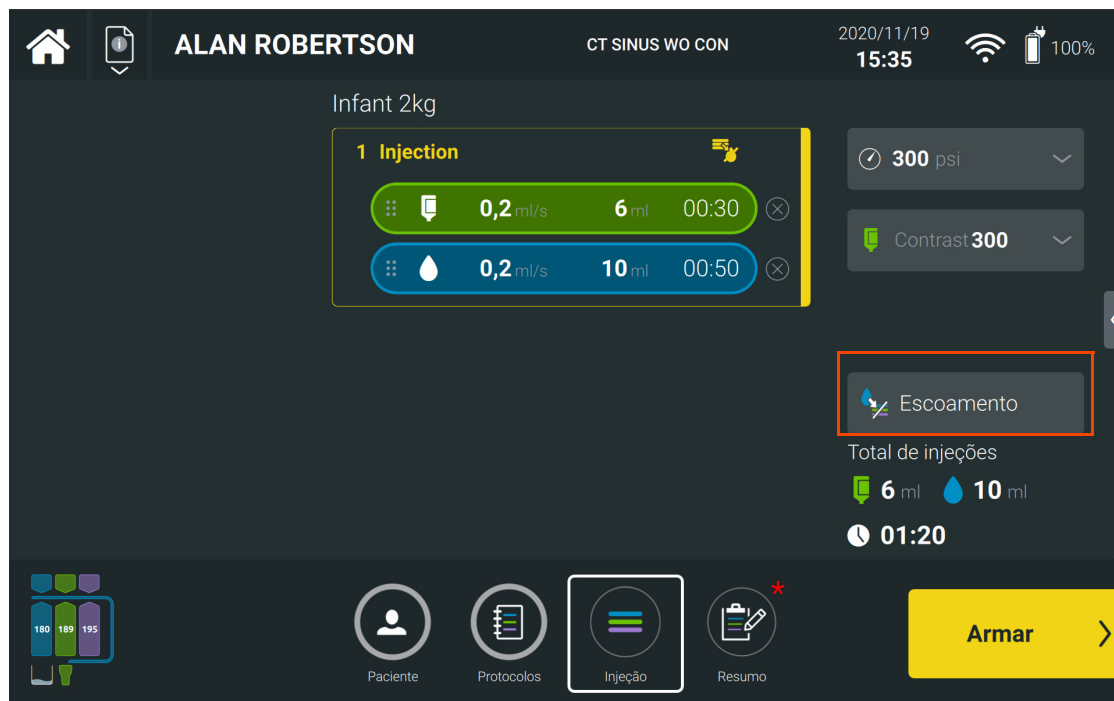 ALAN ROBERTSON
CT SINUS WO CON
2020/11/19
15:35
100%
Infant 2kg
1 Injection
0,2 ml/s 6 ml 00:30
0,2 ml/s 10 ml 00:50
300 psi
Contrast 300
Escoamento
Total de injeções
6 ml 10 ml
01:20
180 189 195
Paciente
Protocolos
Injeção
*
Resumo
Armar